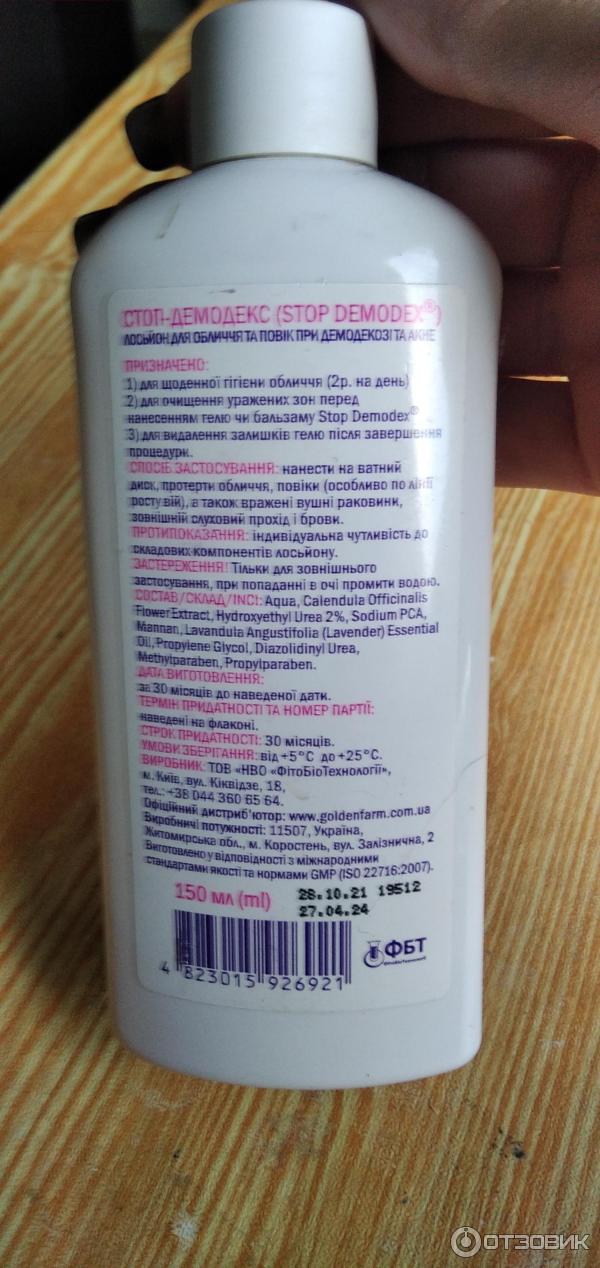 СТОП-ДЕМОДЕКС (STOP DEMODEX®)
ЛОСЬЙОН ДЛЯ ОБЛИЧЧЯ ТА ПОВІК ПРИ ДЕМОДЕКОЗІ ТА АКНЕ
ПРИЗНАЧЕНО:
1) для щоденної гігієни обличчя (2р. на день)
2) для очищення уражених зон перед
нанесенням гелю чи бальзаму Stop Demodex®
3) для видалення залишків гелю після завершення
процедури.
СПОСІБ ЗАСТОСУВАННЯ: нанести на ватний
диск, протерти обличчя, повіки (особливо по лінії
росту вій), а також вражені вушні раковини,
зовнішній слуховий прохід і брови.
ПРОТИПОКАЗАННЯ: індивідуальна чутливість до
складових компонентів лосьйону.
ЗАСТЕРЕЖЕННЯ! Тільки для зовнішнього
застосування, при попаданні в очі промити водою.
СОСТАВ/СКЛАД/INCI: Aqua, Calendula Officinalis
Flower Extract, Hydroxyethyl Urea 2%, Sodium PCA,
Mannan, Lavandula Angustifolia (Lavender) Essential
Oil, Propylene Glycol, Diazolidinyl Urea,
Methylparaben, Propylparaben.
ДАТА ВИГОТОВЛЕННЯ:
за 30 місяців до наведеної дати.
ТЕРМІН ПРИДАТНОСТІ ТА НОМЕР ПАРТІЇ:
наведені на флаконі.
СТРОК ПРИДАТНОСТІ: 30 місяців.
УМОВИ ЗБЕРІГАННЯ: від +5°C до +25°C.
ВИРОБНИК: ТОВ «НВО «ФітоБіоТехнології»,
м. Київ, вул. Кіквідзе, 18,
тел.: +38 044 360 65 64.
Офіційний дистриб'ютор: www.goldenfarm.com.ua
Виробничі потужності: 11507, Україна,
Житомирська обл., м. Коростень, вул. Залізнична, 2
Виготовлено у відповідності з міжнародними
стандартами якості та нормами GMP (ISO 22716:2007).
150 мл (ml) 28.10.21 19512
27.04.24
4 823015 926921
ФБТ
ОТЗОВИК